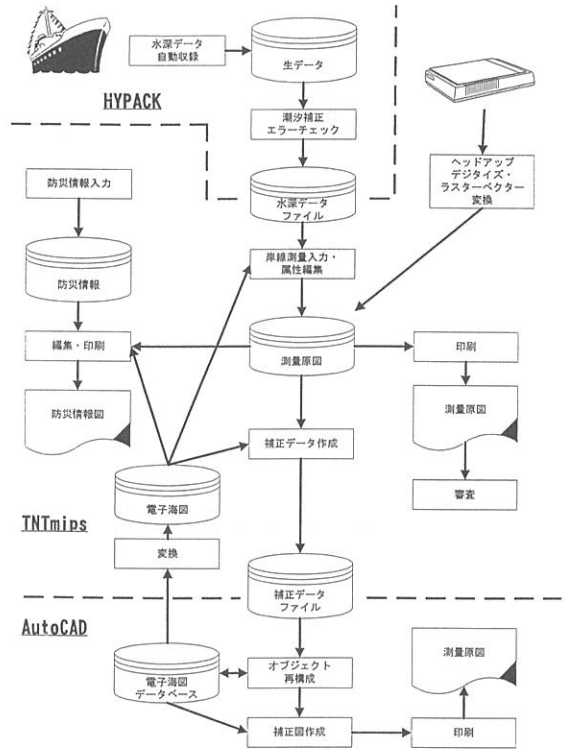 水深データ
自動収録
生データ
HYPACK
潮汐補正
エラーチェック
防災情報入力
水深データ
ファイル
ヘッドアップ
デジタイズ・
ラスターベクター
変換
岸線測量入力・
属性編集
防災情報
編集・印刷
測量原図
印刷
防災情報図
測量原図
補正データ作成
審査
電子海図
TNTmips
変換
補正データ
ファイル
AutoCAD
電子海図
データベース
オブジェクト
再構成
測量原図
補正図作成
印刷